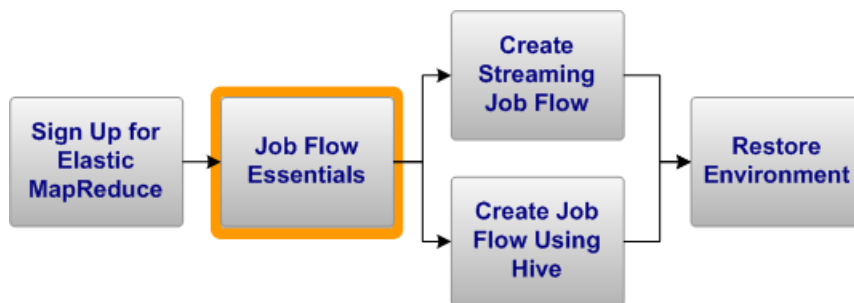 Sign Up for
Elastic
MapReduce
Job Flow
Essentials
Create
Streaming
Job Flow
Create Job
Flow Using
Hive
Restore
Environment